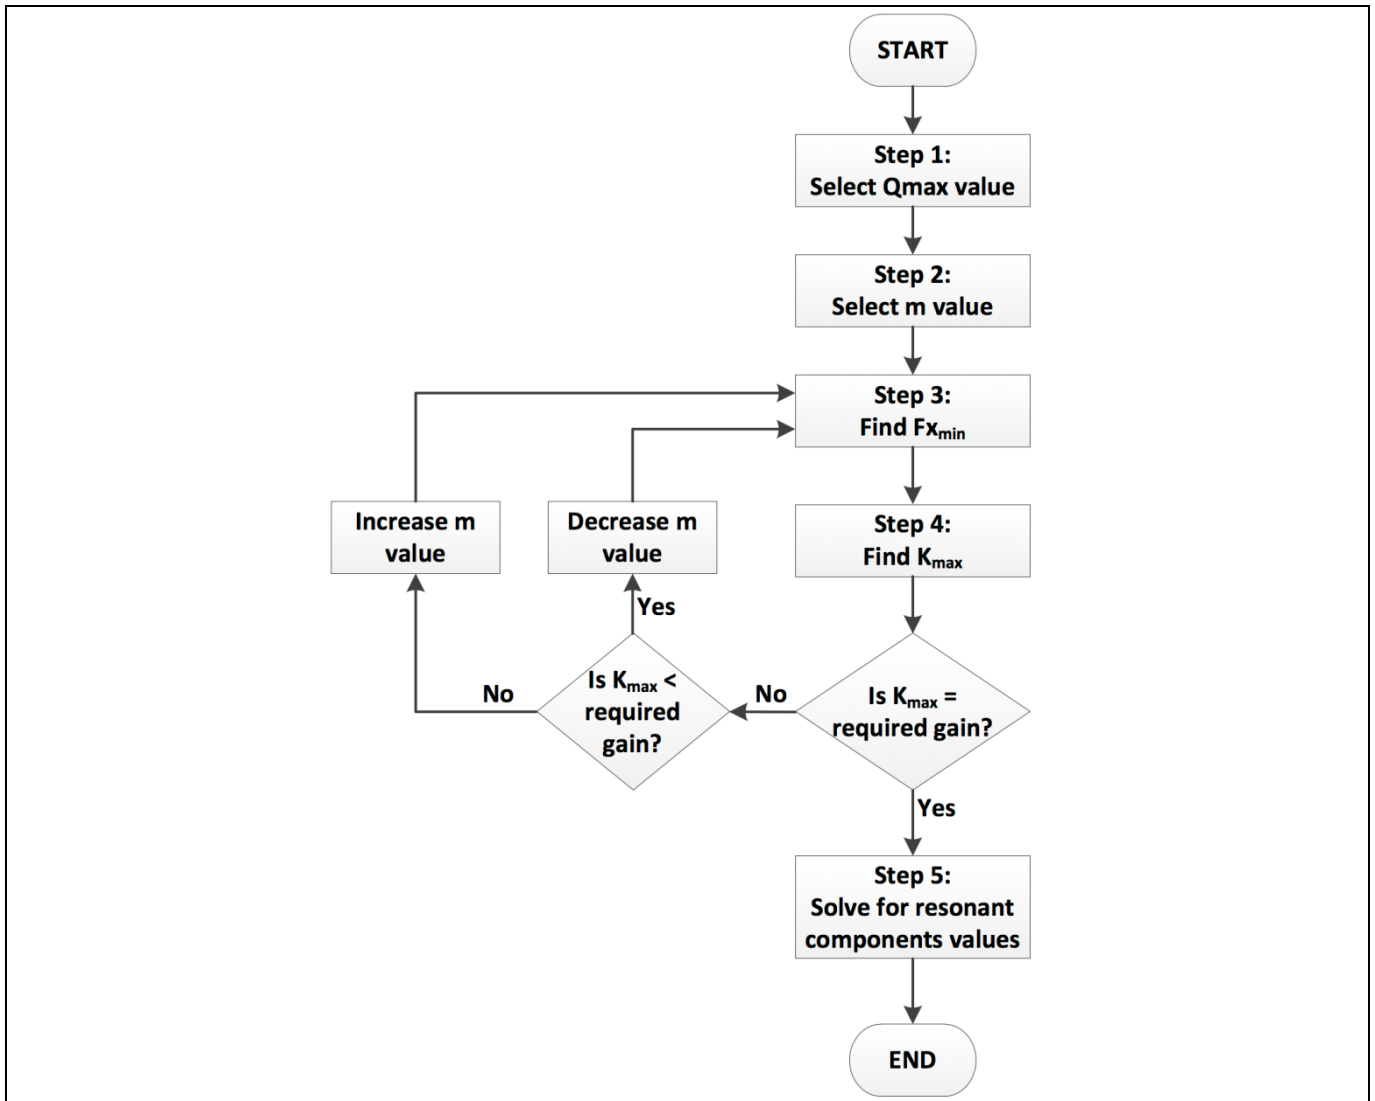 START
Step 1:
Select Qmax value
Step 2:
Select m value
Step 3:
Find Fxmin
Increase m
value
Decrease m
value
Step 4:
Find Kmax
Yes
No
Is Kmax <
required
gain?
No
Is Kmax =
required gain?
Yes
Step 5:
Solve for resonant
components values
END